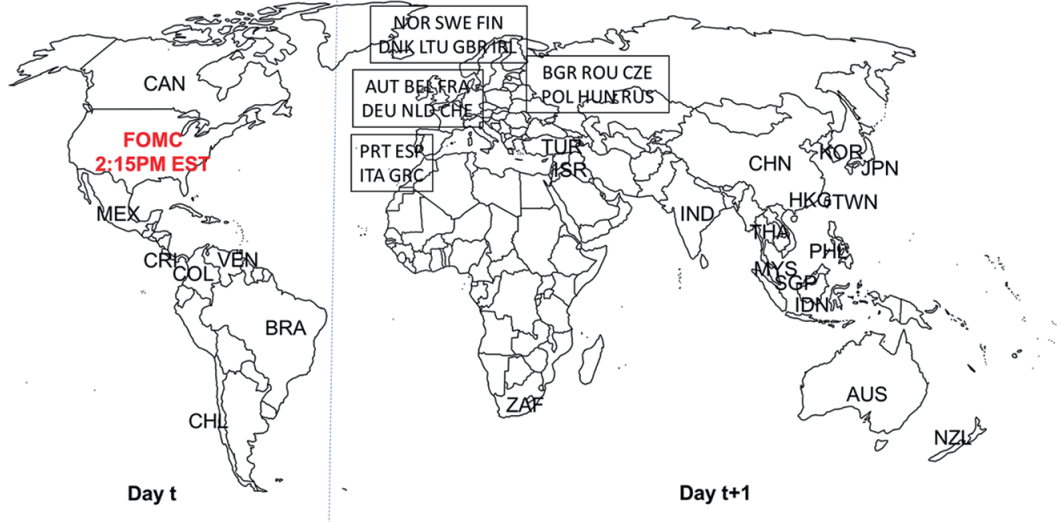 NOR SWE FIN
DNK LTU GBR IRL
BGR ROU CZE
POL HUN RUS
AUT BEL FRA
DEU NLD CHE
PRT ESP
ITA GRC
CAN
FOMC
2:15PM EST
MEX
CRI
COL
VEN
BRA
CHL
TUR
ISR
CHN
KOR
JPN
HKG
TWN
IND
THA
PHL
MYS
SGP
IDN
ZAF
AUS
NZL
Day t
Day t+1